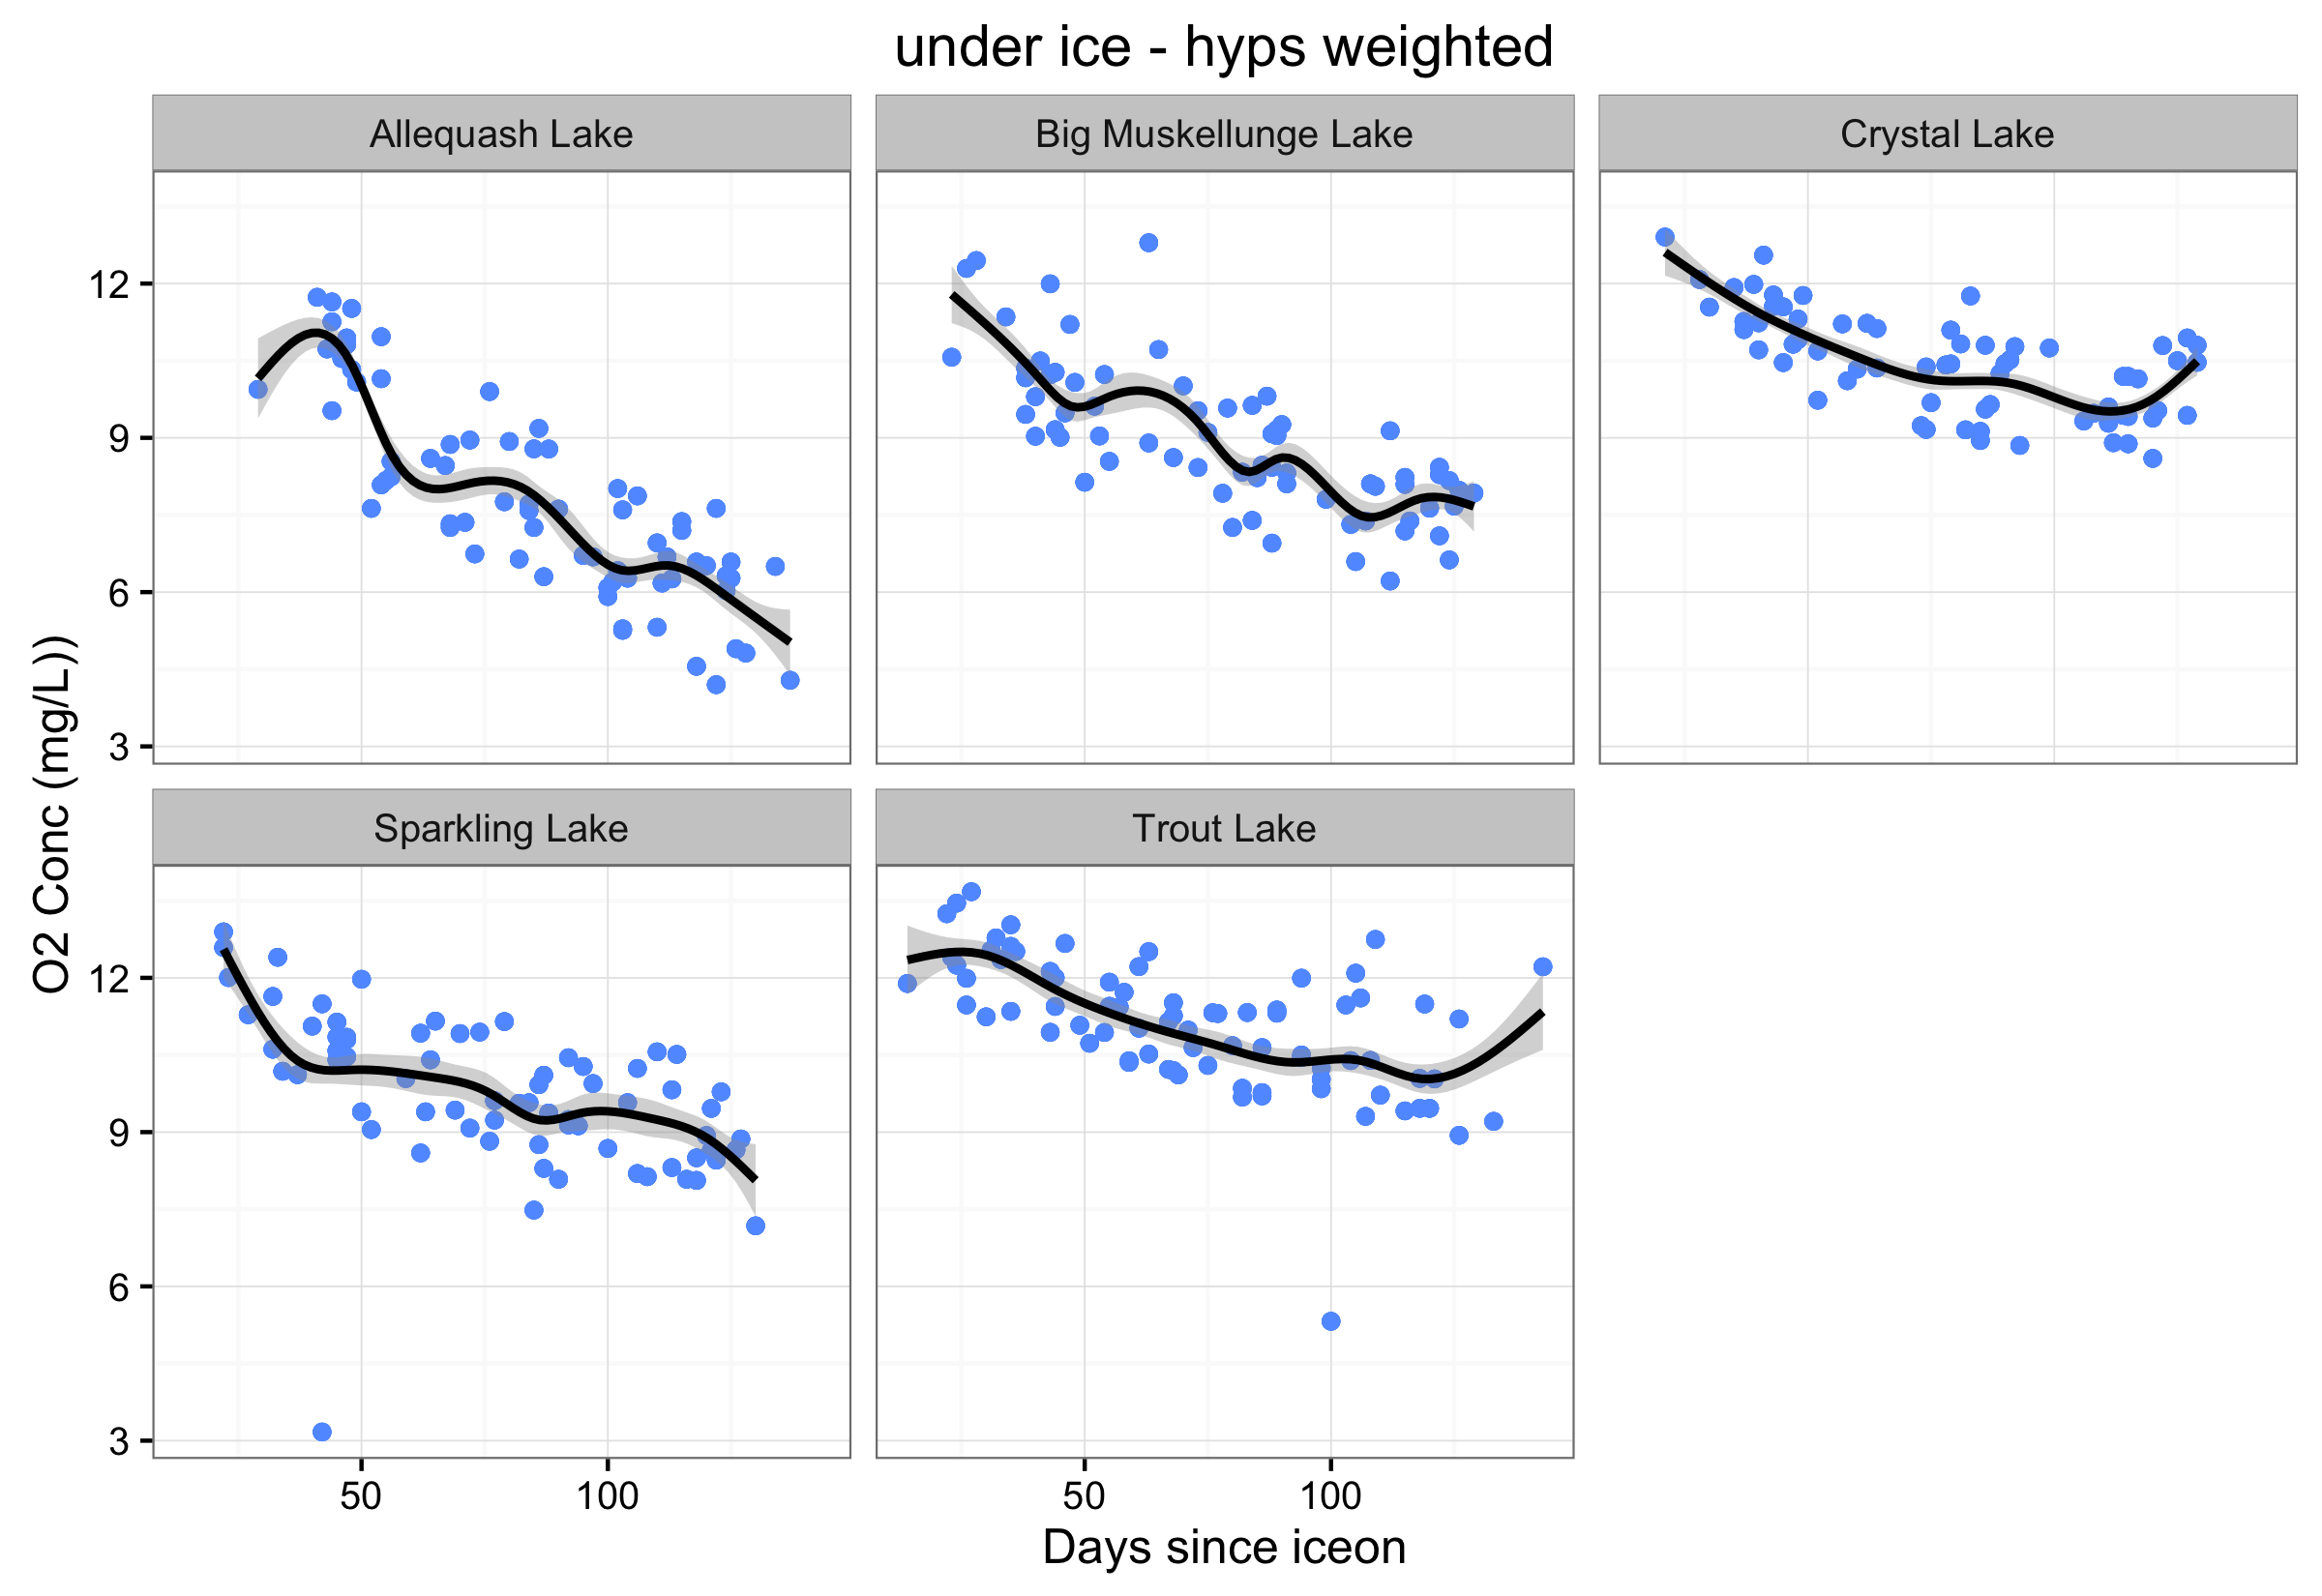 under ice - hyps weighted
Allequash Lake
Big Muskellunge Lake
Crystal Lake
12
9
6
3
O2 Conc (mg/L))
Sparkling Lake
Trout Lake
12
9
6
3
50
100
50
100
Days since iceon